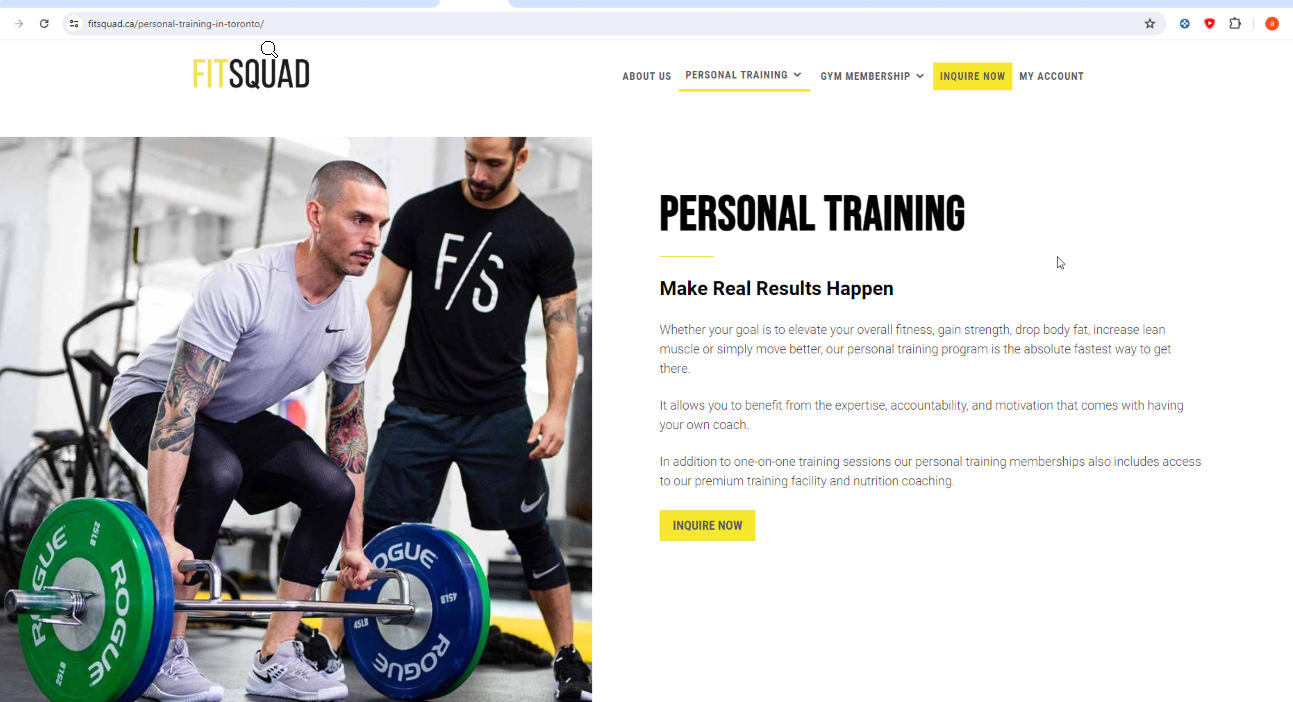 fitsquad.ca/personal-training-in-toronto/
a
FITSQUAD
ABOUT US
PERSONAL TRAINING
GYM MEMBERSHIP
INQUIRE NOW
MY ACCOUNT
F/S
25LB
ROGUE
ROGUE
25LB
ROGUE
45LB
45LB
ROGUE
PERSONAL TRAINING
Make Real Results Happen
Whether your goal is to elevate your overall fitness, gain strength, drop body fat, increase lean
muscle or simply move better, our personal training program is the absolute fastest way to get
there.
It allows you to benefit from the expertise, accountability, and motivation that comes with having
your own coach.
In addition to one-on-one training sessions our personal training memberships also includes access
to our premium training facility and nutrition coaching.
INQUIRE NOW